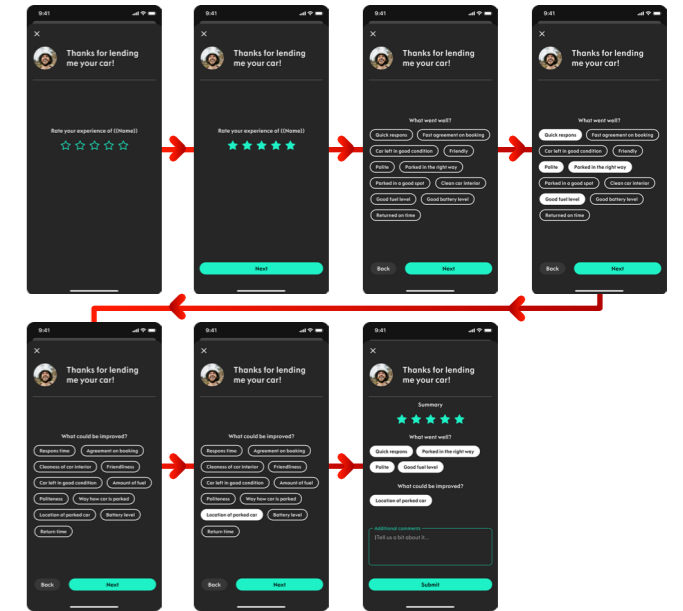 9:41
Thanks for lending
me your car!
Rate your experience of {{Name}}
9:41
Thanks for lending
me your car!
Rate your experience of {{Name}}
Next
9:41
Thanks for lending
me your car!
What went well?
Quick respons
Fast agreement on booking
Car left in good condition
Friendly
Polite
Parked in the right way
Parked in a good spot
Clean car interior
Good fuel level
Good battery level
Returned on time
Back
Next
9:41
Thanks for lending
me your car!
What went well?
Quick respons
Fast agreement on booking
Car left in good condition
Friendly
Polite
Parked in the right way
Parked in a good spot
Clean car interior
Good fuel level
Good battery level
Returned on time
Back
Next
9:41
Thanks for lending
me your car!
What could be improved?
Respons time
Agreement on booking
Cleaness of car interior
Friendliness
Car left in good condition
Amount of fuel
Politeness
Way how car is parked
Location of parked car
Battery level
Return time
Back
Next
9:41
Thanks for lending
me your car!
What could be improved?
Respons time
Agreement on booking
Cleaness of car interior
Friendliness
Car left in good condition
Amount of fuel
Politeness
Way how car is parked
Location of parked car
Battery level
Return time
Back
Next
9:41
Thanks for lending
me your car!
Summary
What went well?
Quick respons
Parked in the right way
Polite
Good fuel level
What could be improved?
Location of parked car
Additional comments
Tell us a bit about it...
Submit